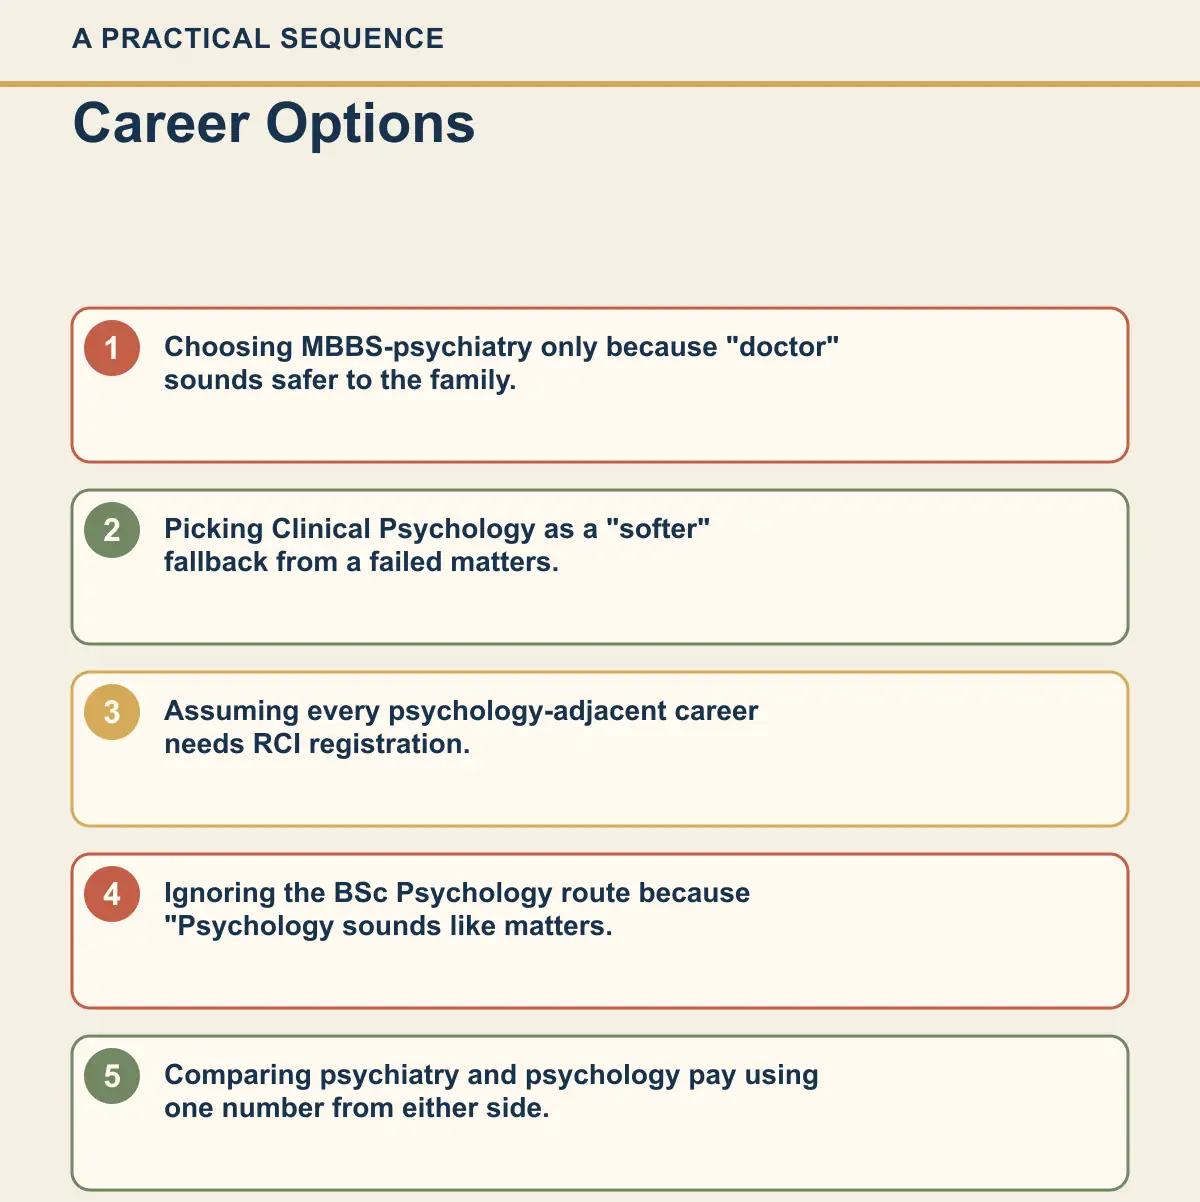 A PRACTICAL SEQUENCE
Career Options
1
Choosing MBBS-psychiatry only because "doctor"
sounds safer to the family.
2
Picking Clinical Psychology as a "softer"
fallback from a failed matters.
3
Assuming every psychology-adjacent career
needs RCI registration.
4
Ignoring the BSc Psychology route because
"Psychology sounds like matters.
5
Comparing psychiatry and psychology pay using
one number from either side.